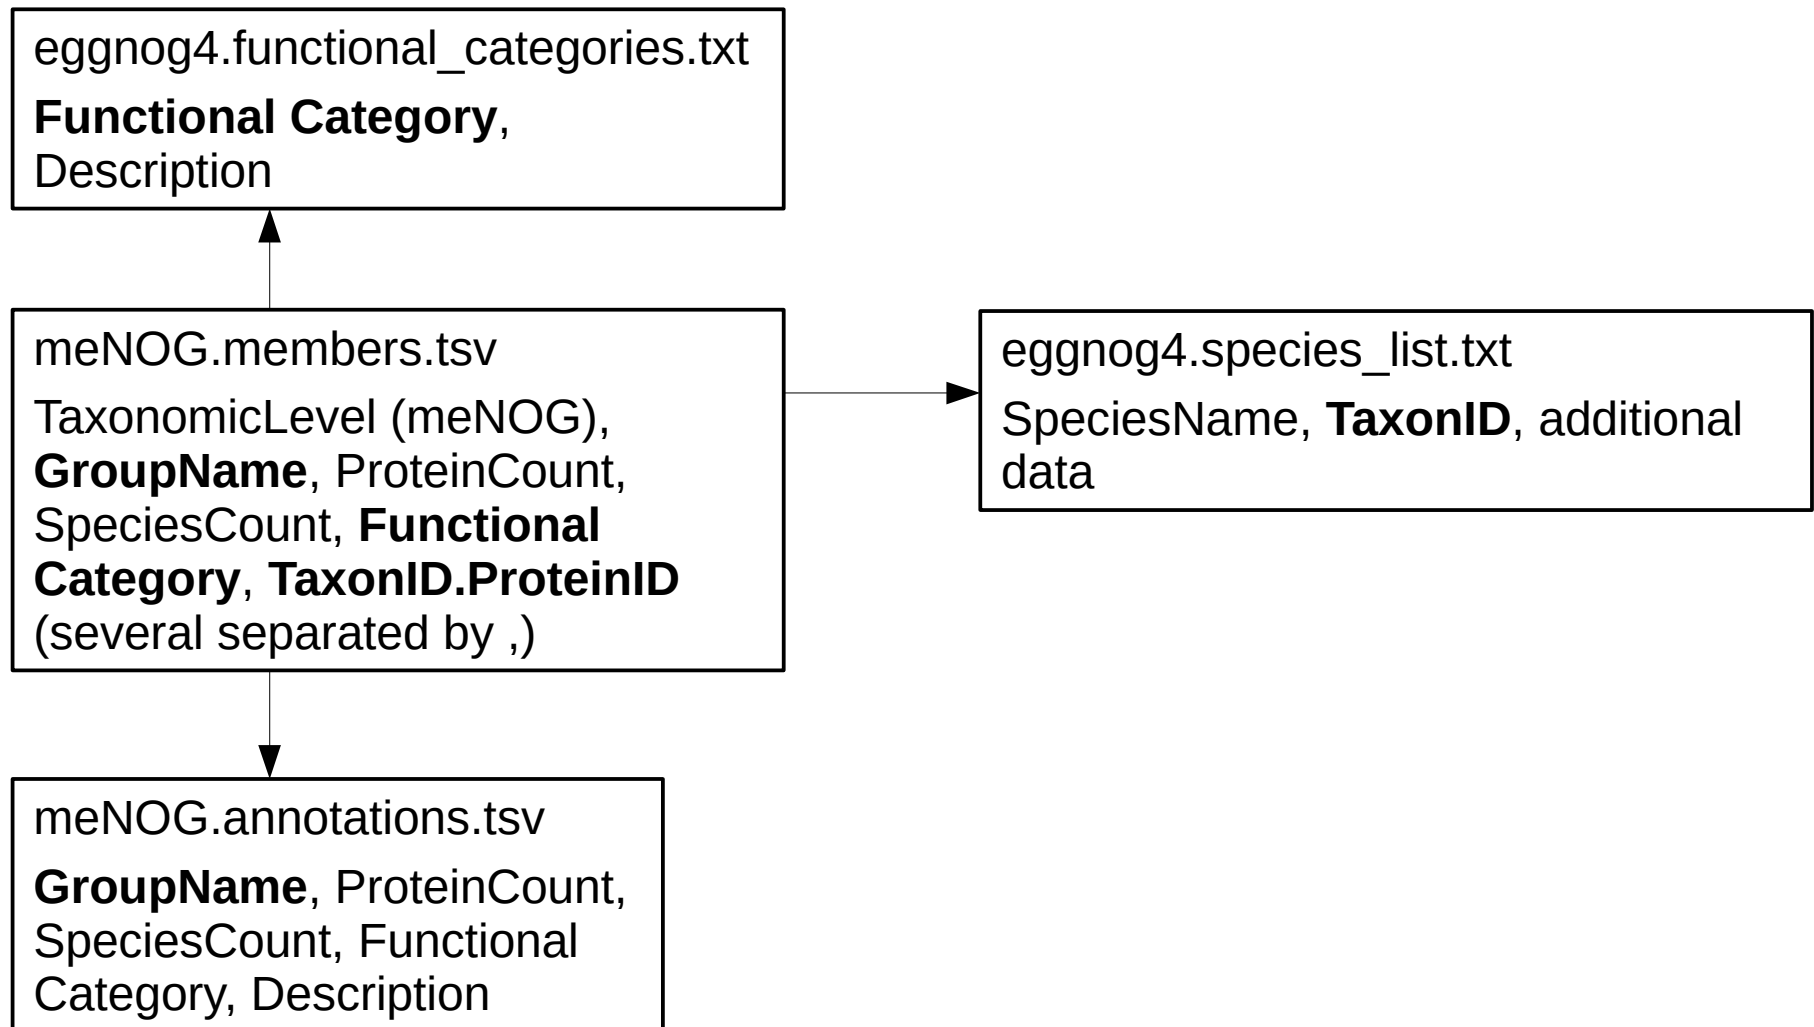 eggnog4.functional_categories.txt
Functional Category,
Description
meNOG.members.tsv
TaxonomicLevel (meNOG),
GroupName, ProteinCount,
SpeciesCount, Functional
Category, TaxonID.ProteinID
(several separated by ,)
eggnog4.species_list.txt
SpeciesName, TaxonID, additional
data
meNOG.annotations.tsv
GroupName, ProteinCount,
SpeciesCount, Functional
Category, Description